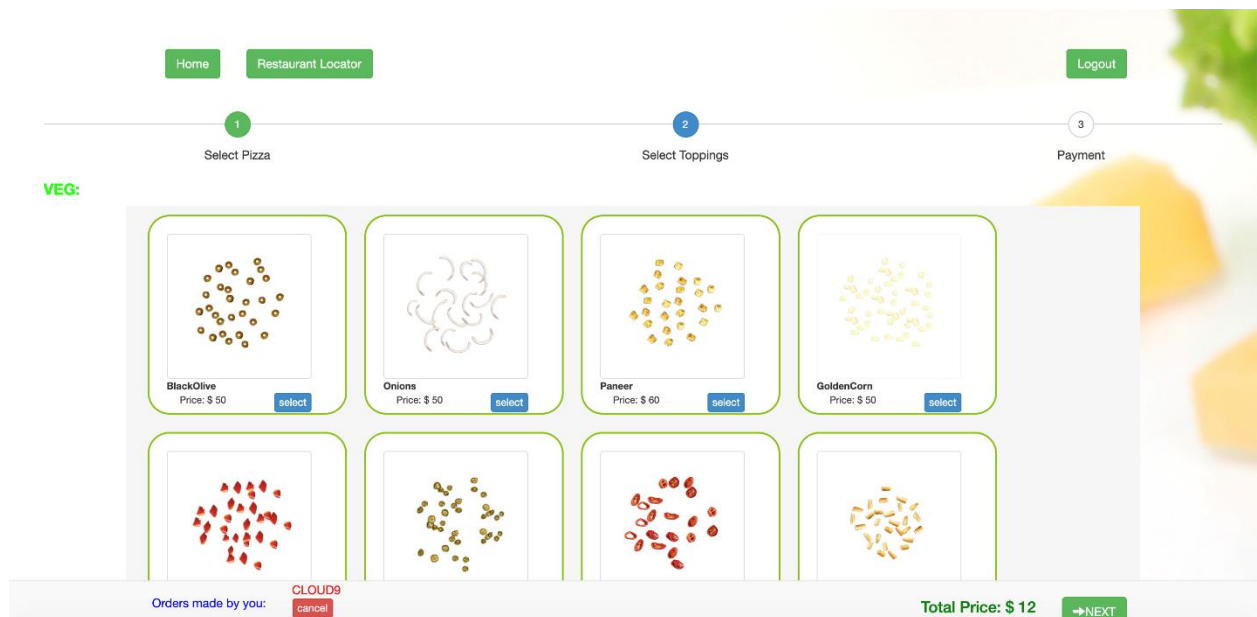 Home Restaurant Locator Logout
1 2 3
Select Pizza Select Toppings Payment
VEG:
BlackOlive Onions Paneer GoldenCorn
Price: $ 50 select Price: $ 50 select Price: $ 60 select Price: $ 50 select
CLOUD9
Orders made by you: cancel Total Price: $ 12 ➔NEXT